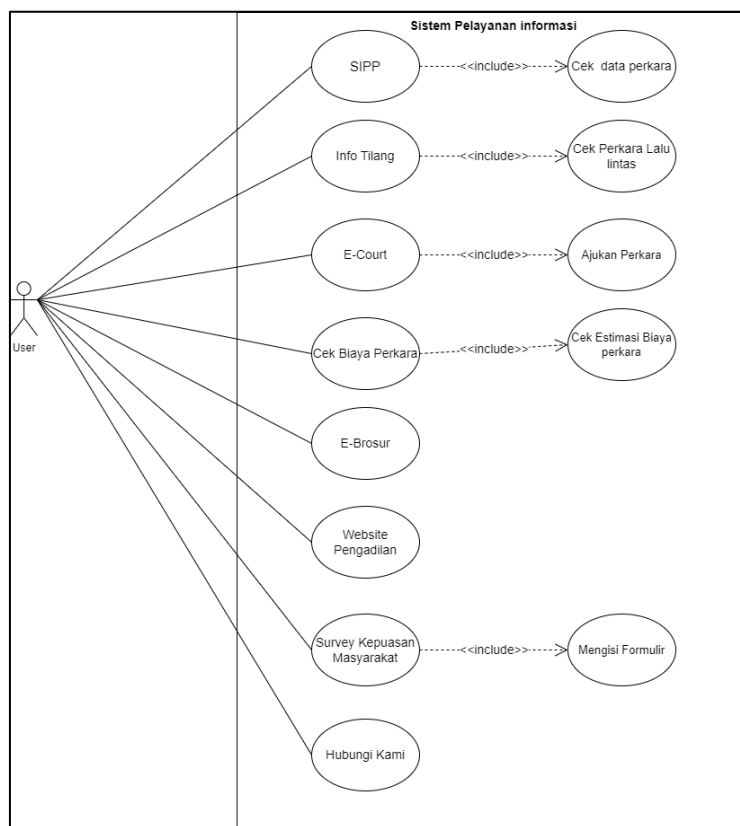 Sistem Pelayanan informasi
SIPP
<<include>>
Cek data perkara
Info Tilang
<<include>>
Cek Perkara Lalu
lintas
E-Court
<<include>>
Ajukan Perkara
User
Cek Biaya Perkara
<<include>>
Cek Estimasi Biaya
perkara
E-Brosur
Website
Pengadilan
Survey Kepuasan
Masyarakat
<<include>>
Mengisi Formulir
Hubungi Kami